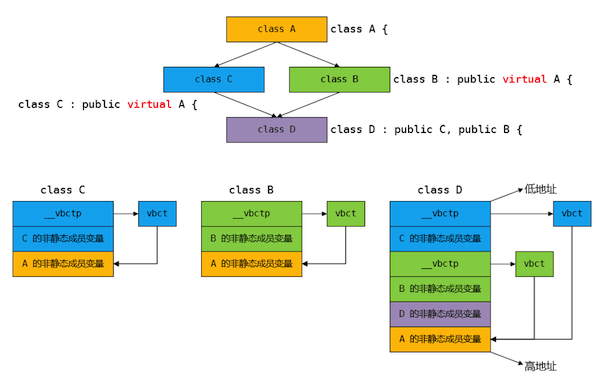 class A
class A {
class C
class B
class B : public virtual A {
class C : public virtual A {
class D
class D : public C, public B {
class C
class B
class D
低地址
__vbctp
vbct
C 的非静态成员变量
A 的非静态成员变量
__vbctp
vbct
B 的非静态成员变量
A 的非静态成员变量
__vbctp
vbct
C 的非静态成员变量
__vbctp
vbct
B 的非静态成员变量
D 的非静态成员变量
A 的非静态成员变量
高地址